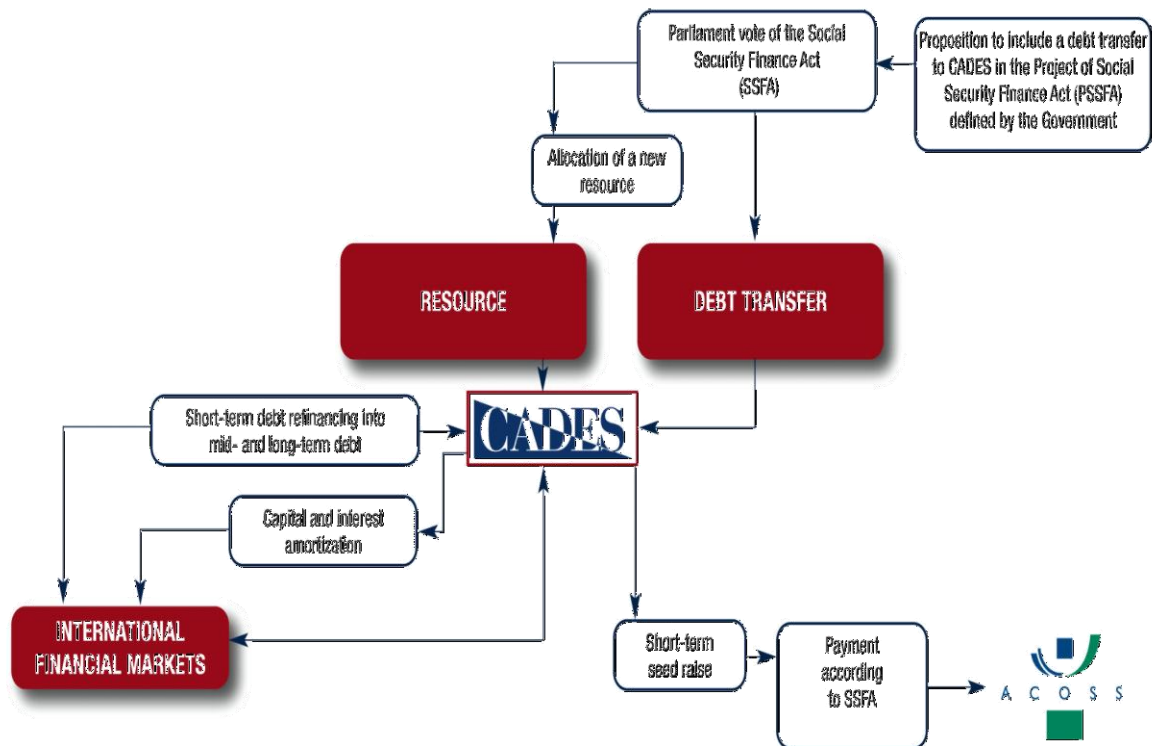 Parliament vote of the Social
Security Finance Act
(SSFA)
Proposition to include a debt transfer
to CADES in the Project of Social
Security Finance Act (PSSFA)
defined by the Government
Allocation of a new
resource
RESOURCE
DEBT TRANSFER
Short-term debt refinancing into
mid- and long-term debt
CADES
Capital and interest
amortization
INTERNATIONAL
FINANCIAL MARKETS
Short-term
seed raise
Payment
according
to SSFA
ACOSS